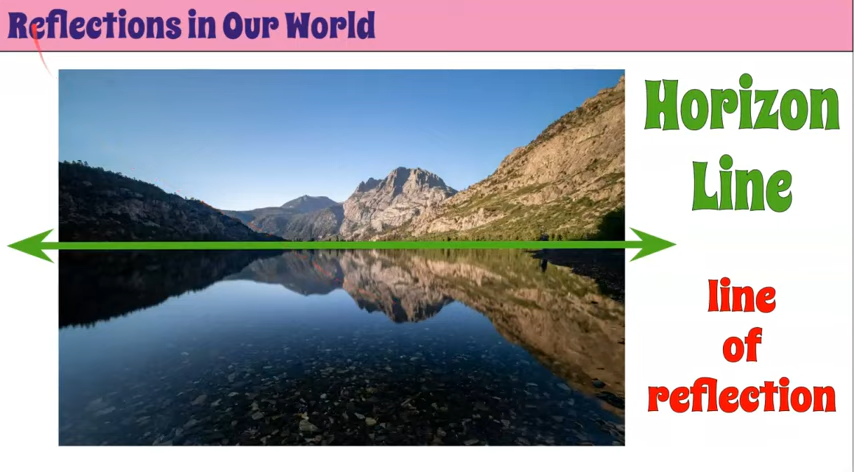 Reflections in Our World
Horizon
Line
line
of
reflection